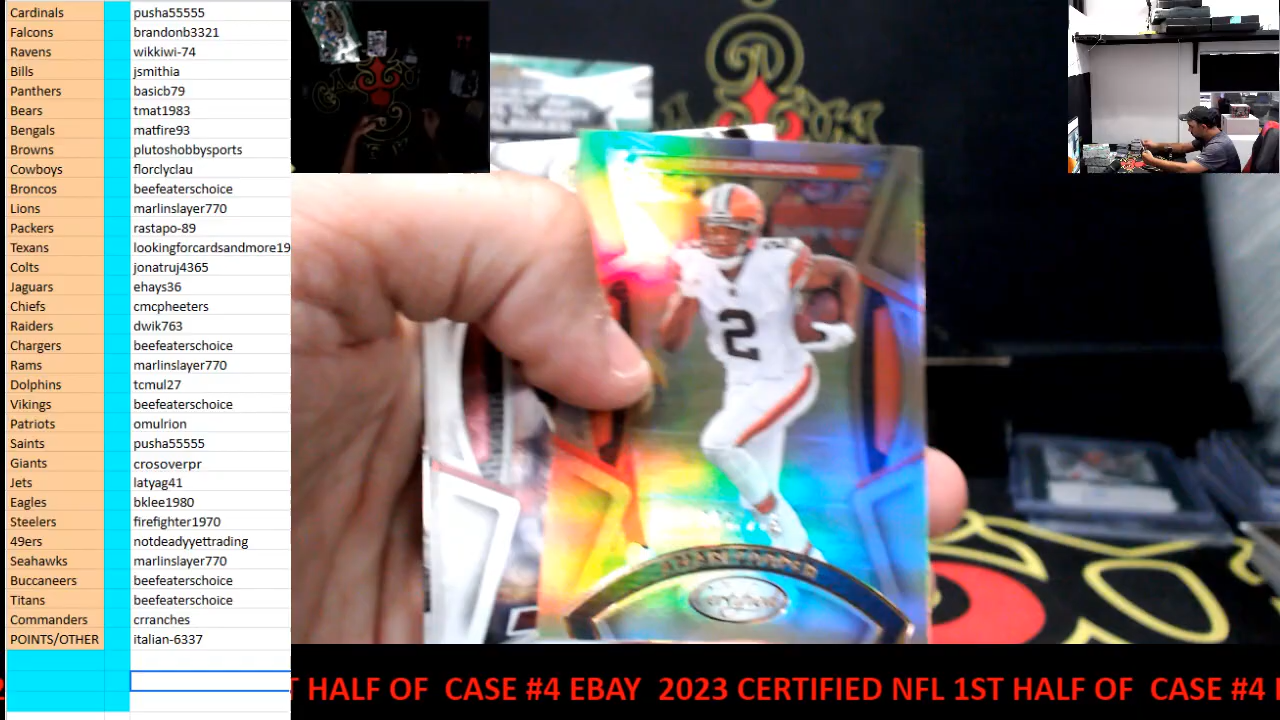 Cardinals pusha55555
Falcons brandonb3321
Ravens wikkiwi-74
Bills jsmithia
Panthers basicb79
Bears tmat1983
Bengals matfire93
Browns plutoshobbysports
Cowboys florclyclau
Broncos beefeaterschoice
Lions marlinslayer770
Packers rastapo-89
Texans lookingforcardsandmore19
Colts jonatruj4365
Jaguars ehays36
Chiefs cmcpheeters
Raiders dwik763
Chargers beefeaterschoice
Rams marlinslayer770
Dolphins tcmul27
Vikings beefeaterschoice
Patriots omulrion
Saints pusha55555
Giants crosoverpr
Jets latyag41
Eagles bklee1980
Steelers firefighter1970
49ers notdeadyyettrading
Seahawks marlinslayer770
Buccaneers beefeaterschoice
Titans beefeaterschoice
Commanders crranches
POINTS/OTHER italian-6337
2
HALF OF CASE #4 EBAY 2023 CERTIFIED NFL 1ST HALF OF CASE #4